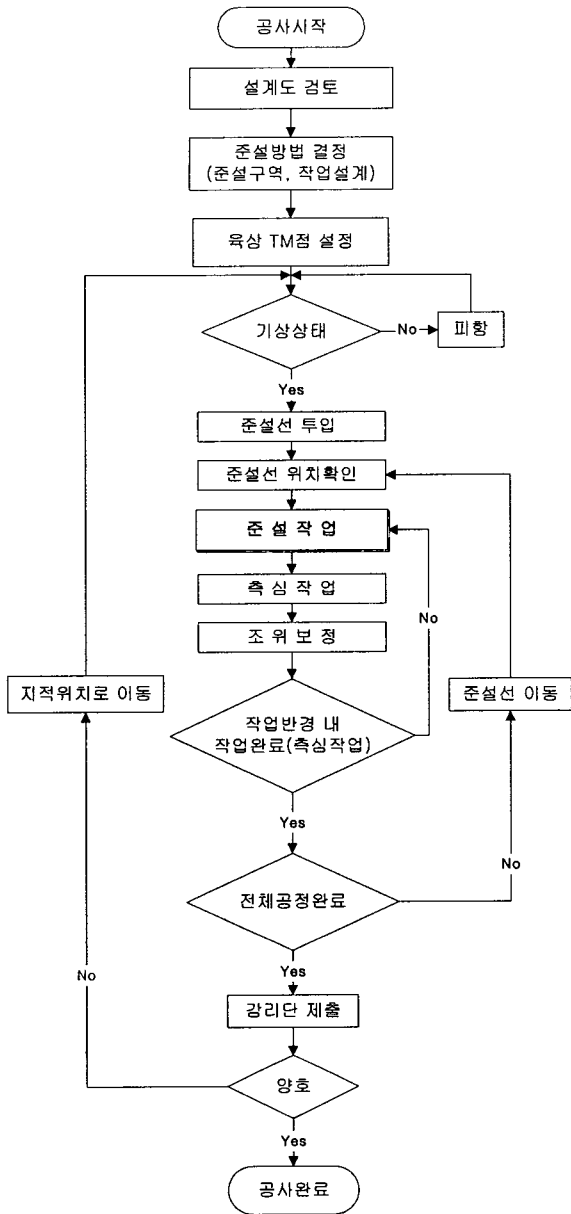 공사시작
설계도 검토
준설방법 결정
(준설구역, 작업설계)
육상 TM점 설정
기상상태
No
피항
Yes
준설선 투입
준설선 위치확인
준 설 작 업
측 심 작 업
No
조 위 보 정
지적위치로 이동
준설선 이동
작업반경 내
작업완료(측심작업)
Yes
No
전체공정완료
No
Yes
강리단 제출
양호
Yes
공사완료